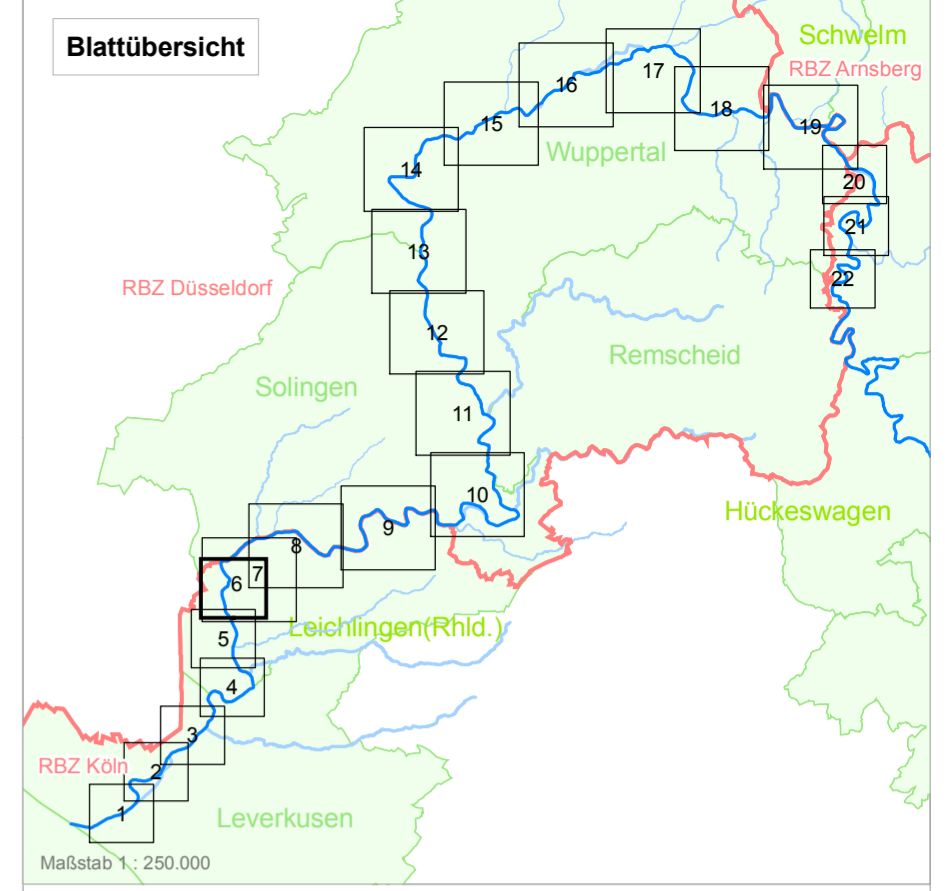 Blattübersicht
Schwelm
RBZ Arnsberg
17
16
18
15
19
Wuppertal
14
20
21
13
22
RBZ Düsseldorf
12
Remscheid
Solingen
11
10
Hückeswagen
9
8
7
6
Leichlingen(Rhld.)
5
4
3
RBZ Köln
2
1
Leverkusen
Maßstab 1 : 250.000